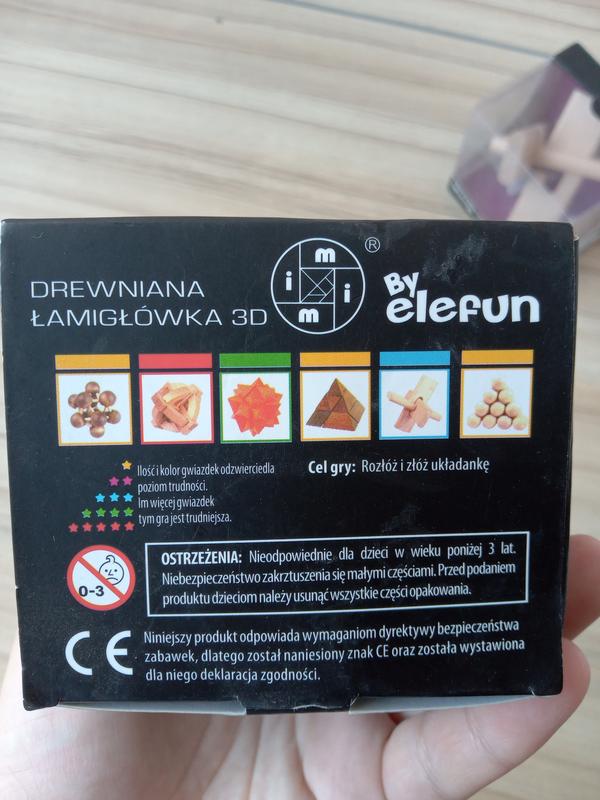 DREWNIANA
ŁAMIGŁÓWKA 3D
m
i i
m
®
By
elefun
Ilość i kolor gwiazdek odzwierciedla
poziom trudności.
Im więcej gwiazdek
tym gra jest trudniejsza.
Cel gry: Rozłóż i złóż układankę
0-3
OSTRZEŻENIA: Nieodpowiednie dla dzieci w wieku poniżej 3 lat.
Niebezpieczeństwo zakrztuszenia się małymi częściami. Przed podaniem
produktu dzieciom należy usunąć wszystkie części opakowania.
CE
Niniejszy produkt odpowiada wymaganiom dyrektywy bezpieczeństwa
zabawek, dlatego został naniesiony znak CE oraz została wystawiona
dla niego deklaracja zgodności.